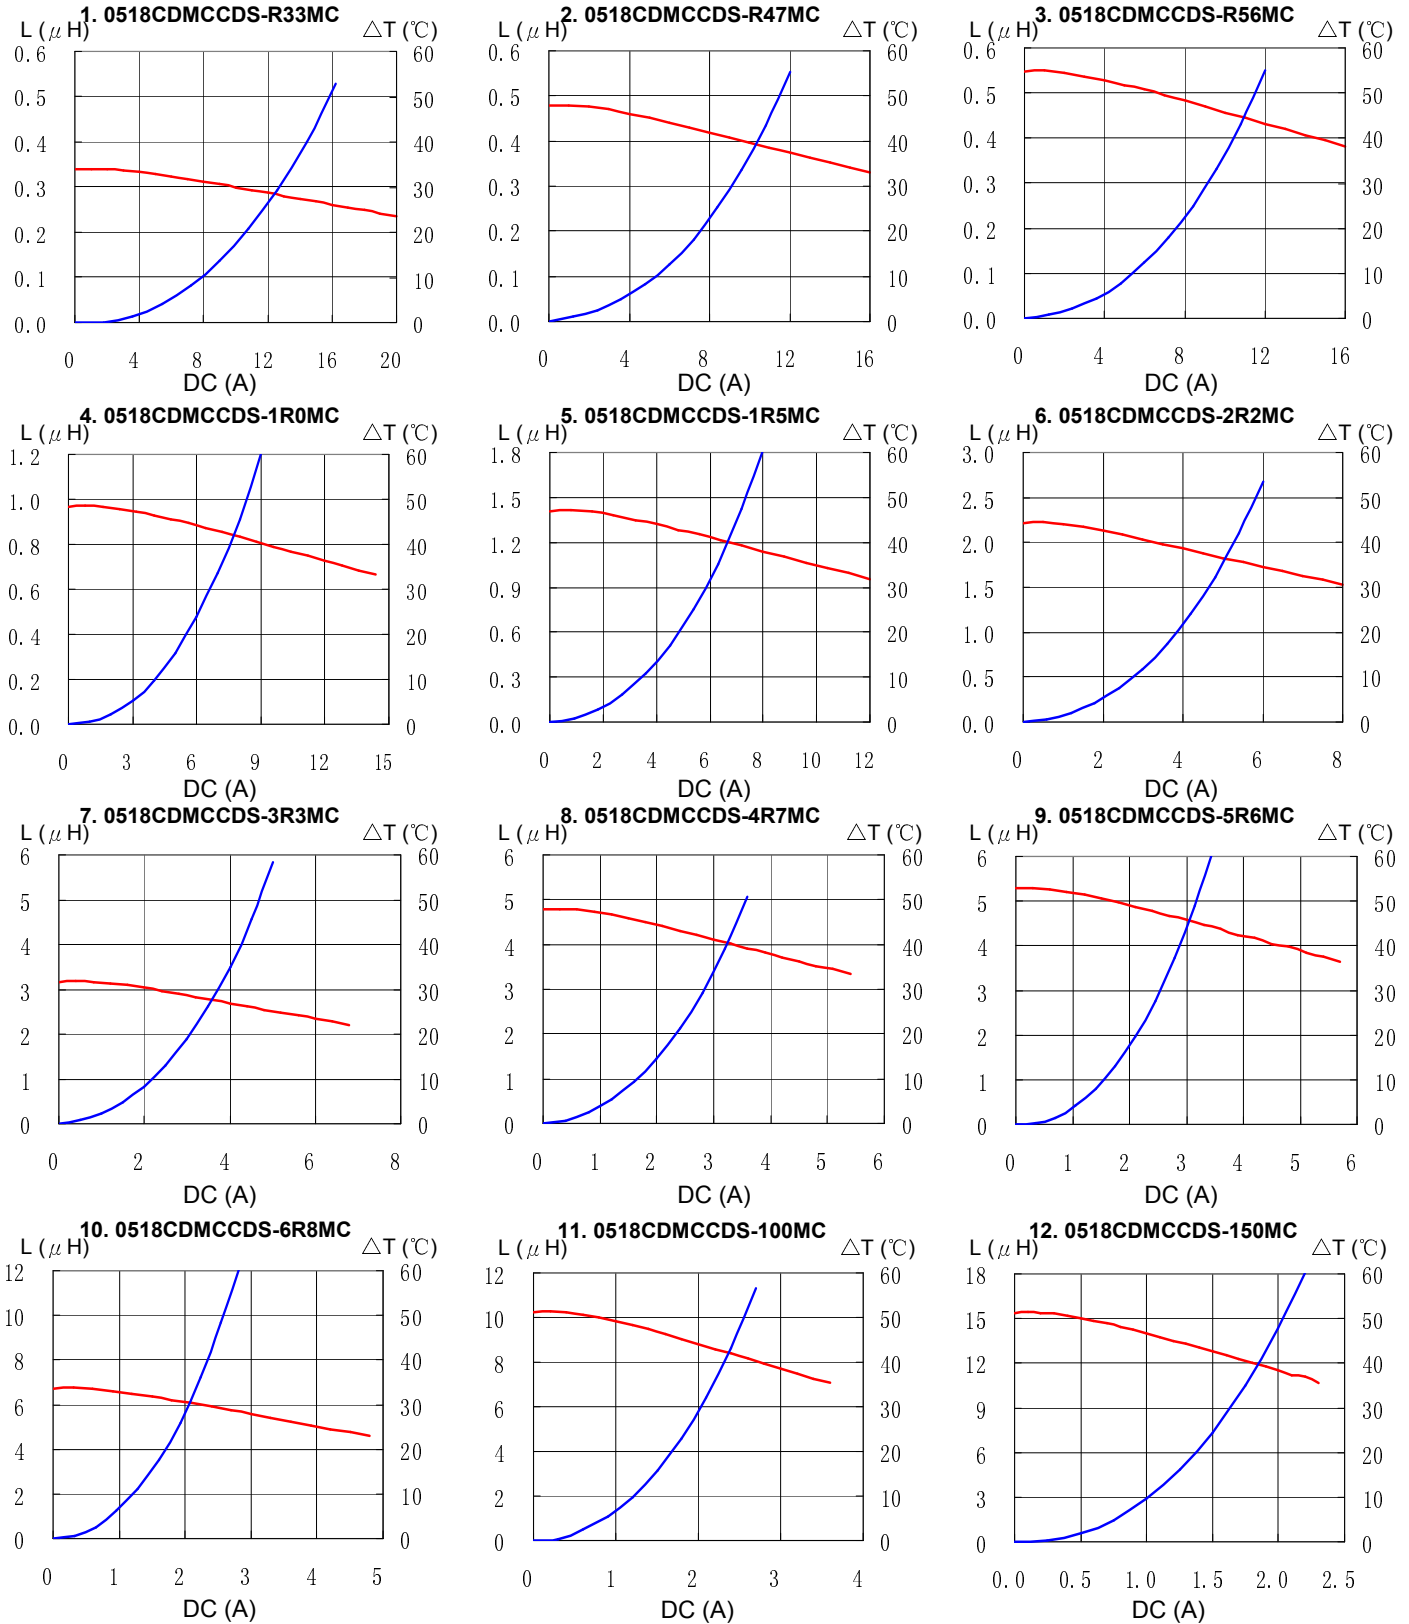 1. 0518CDMCCDS-R33MC
L (μ H)
△T (℃)
0.6
0.5
0.4
0.3
0.2
0.1
0.0
60
50
40
30
20
10
0
0 4 8 12 16 20
DC (A)
2. 0518CDMCCDS-R47MC
L (μ H)
△T (℃)
0.6
0.5
0.4
0.3
0.2
0.1
0.0
60
50
40
30
20
10
0
0 4 8 12 16
DC (A)
3. 0518CDMCCDS-R56MC
L (μ H)
△T (℃)
0.6
0.6
0.4
0.3
0.2
0.1
0.0
60
50
40
30
20
10
0
0 4 8 12 16
DC (A)
4. 0518CDMCCDS-1R0MC
L (μ H)
△T (℃)
1.2
1.0
0.8
0.6
0.4
0.2
0.0
60
50
40
30
20
10
0
0 3 6 9 12 15
DC (A)
5. 0518CDMCCDS-1R5MC
L (μ H)
△T (℃)
1.8
1.5
1.2
0.9
0.6
0.3
0.0
60
50
40
30
20
10
0
0 2 4 6 8 10 12
DC (A)
6. 0518CDMCCDS-2R2MC
L (μ H)
△T (℃)
3.0
2.5
2.0
1.5
1.0
0.5
0.0
60
50
40
30
20
10
0
0 2 4 6 8
DC (A)
7. 0518CDMCCDS-3R3MC
L (μ H)
△T (℃)
6
5
4
3
2
1
0
60
50
40
30
20
10
0
0 2 4 6 8
DC (A)
8. 0518CDMCCDS-4R7MC
L (μ H)
△T (℃)
6
5
4
3
2
1
0
60
50
40
30
20
10
0
0 1 2 3 4 5 6
DC (A)
9. 0518CDMCCDS-5R6MC
L (μ H)
△T (℃)
6
5
4
3
2
1
0
60
50
40
30
20
10
0
0 1 2 3 4 5 6
DC (A)
10. 0518CDMCCDS-6R8MC
L (μ H)
△T (℃)
12
10
8
6
4
2
0
60
50
40
30
20
10
0
0 1 2 3 4 5
DC (A)
11. 0518CDMCCDS-100MC
L (μ H)
△T (℃)
12
10
8
6
4
2
0
60
50
40
30
20
10
0
0 1 2 3 4
DC (A)
12. 0518CDMCCDS-150MC
L (μ H)
△T (℃)
18
15
12
9
6
3
0
60
50
40
30
20
10
0
0.0 0.5 1.0 1.5 2.0 2.5
DC (A)